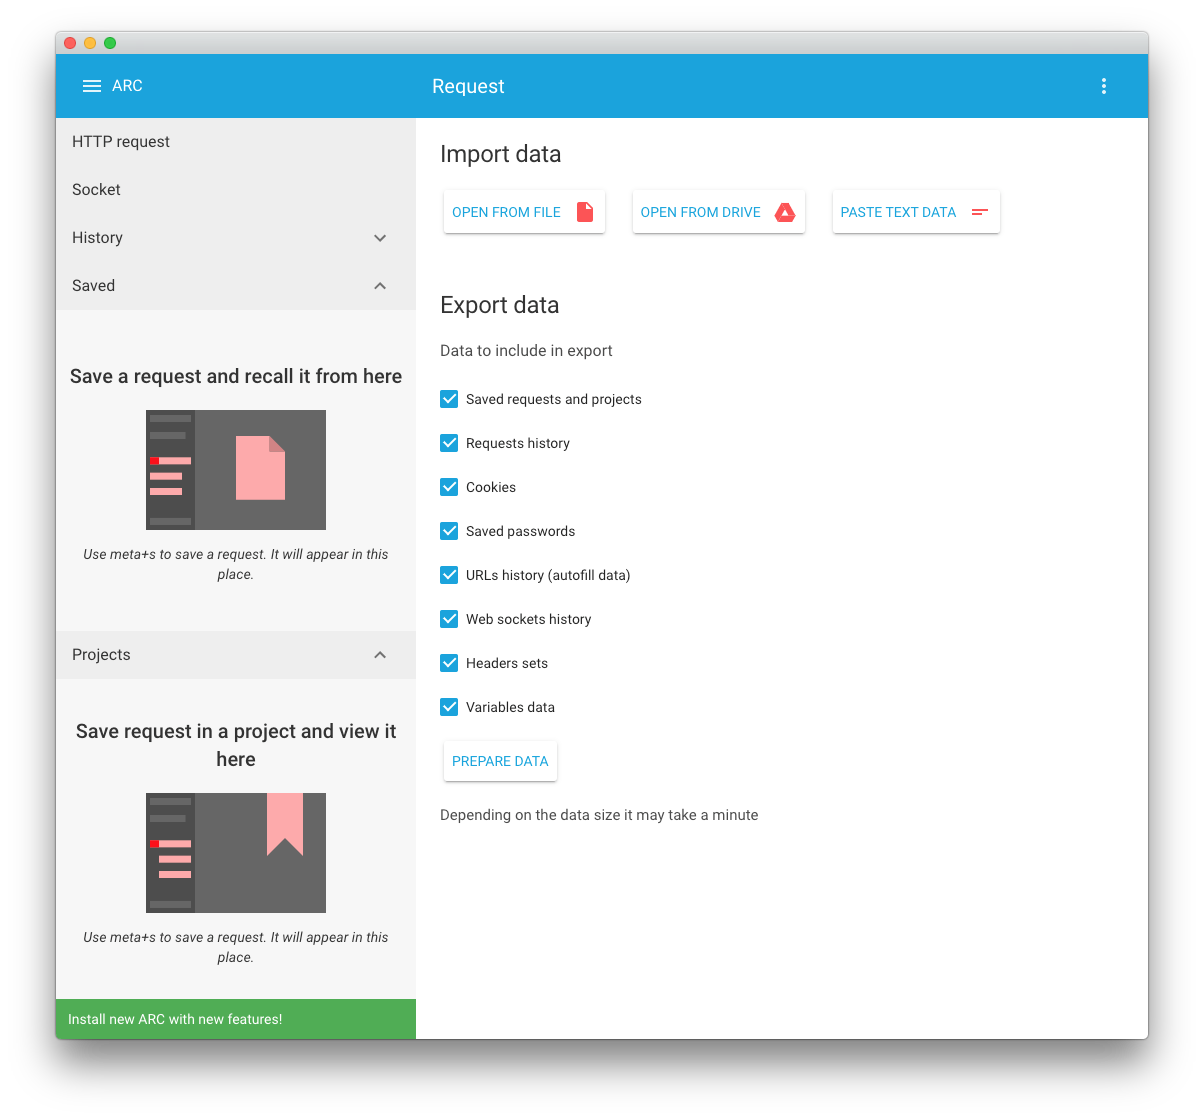 ARC
Request
HTTP request
Socket
History
Saved
Save a request and recall it from here
Use meta+s to save a request. It will appear in this
place.
Projects
Save request in a project and view it
here
Use meta+s to save a request. It will appear in this
place.
Install new ARC with new features!
Import data
OPEN FROM FILE
OPEN FROM DRIVE
PASTE TEXT DATA
Export data
Data to include in export
Saved requests and projects
Requests history
Cookies
Saved passwords
URLs history (autofill data)
Web sockets history
Headers sets
Variables data
PREPARE DATA
Depending on the data size it may take a minute